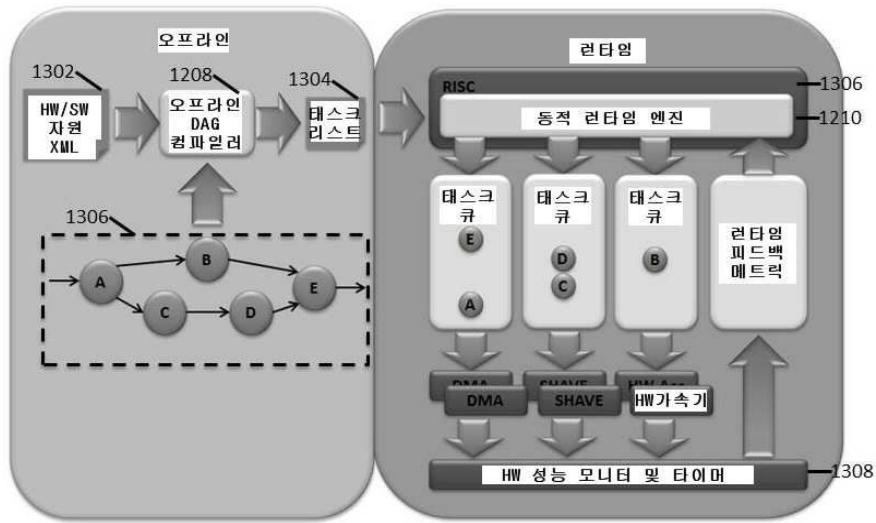 오프라인
1302
1208
1304
HW/SW
자원
XML
오프라인
DAG
컴파일러
태스크
리스트
1306
A
B
C
D
E
런타임
RISC
1306
동적 런타임 엔진
1210
태스크
큐
E
A
태스크
큐
D
C
태스크
큐
B
런타임
피드백
메트릭
DMA
SHAVE
HW Acc
DMA
SHAVE
HW가속기
HW 성능 모니터 및 타이머
1308